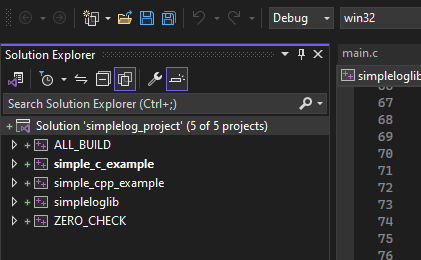 Debug
win32
Solution Explorer
main.c
simpleloglib
Search Solution Explorer (Ctrl+;)
Solution 'simplelog_project' (5 of 5 projects)
ALL_BUILD
simple_c_example
simple_cpp_example
simpleloglib
ZERO_CHECK
67
68
69
70
71
72
73
74
75
76